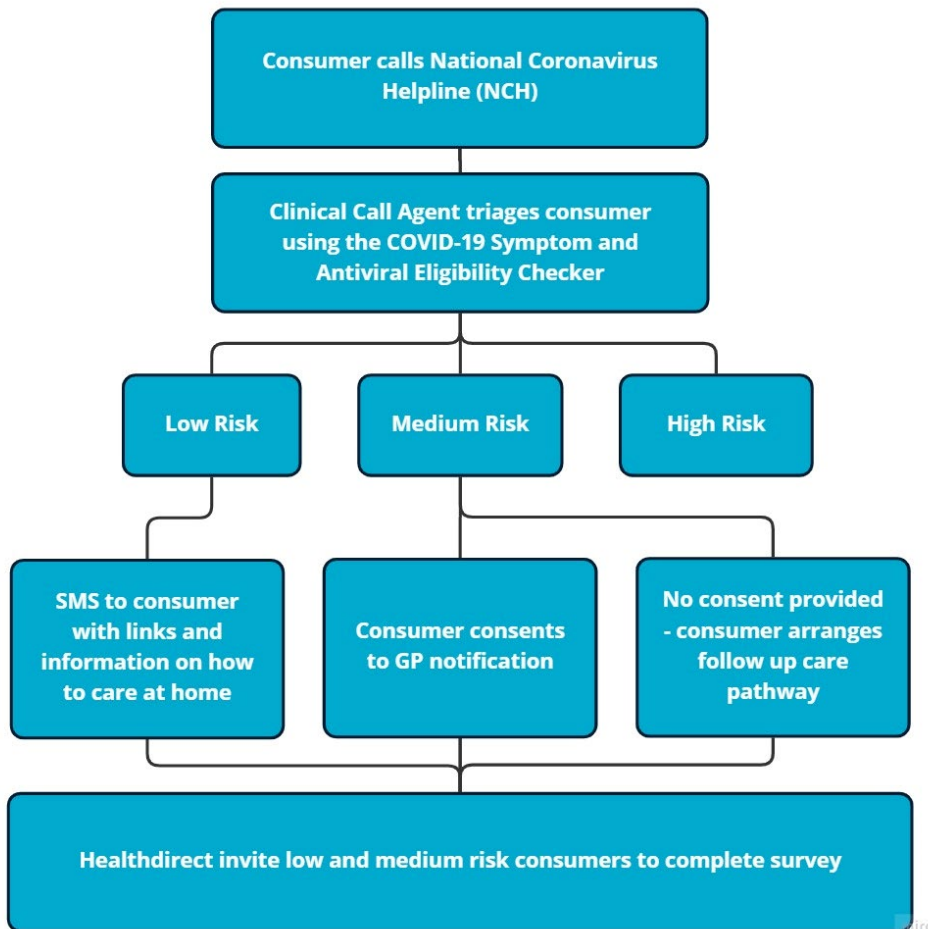 Consumer calls National Coronavirus
Helpline (NCH)
Clinical Call Agent triages consumer
using the COVID-19 Symptom and
Antiviral Eligibility Checker
Low Risk
Medium Risk
High Risk
SMS to consumer
with links and
information on how
to care at home
Consumer consents
to GP notification
No consent provided
- consumer arranges
follow up care
pathway
Healthdirect invite low and medium risk consumers to complete survey